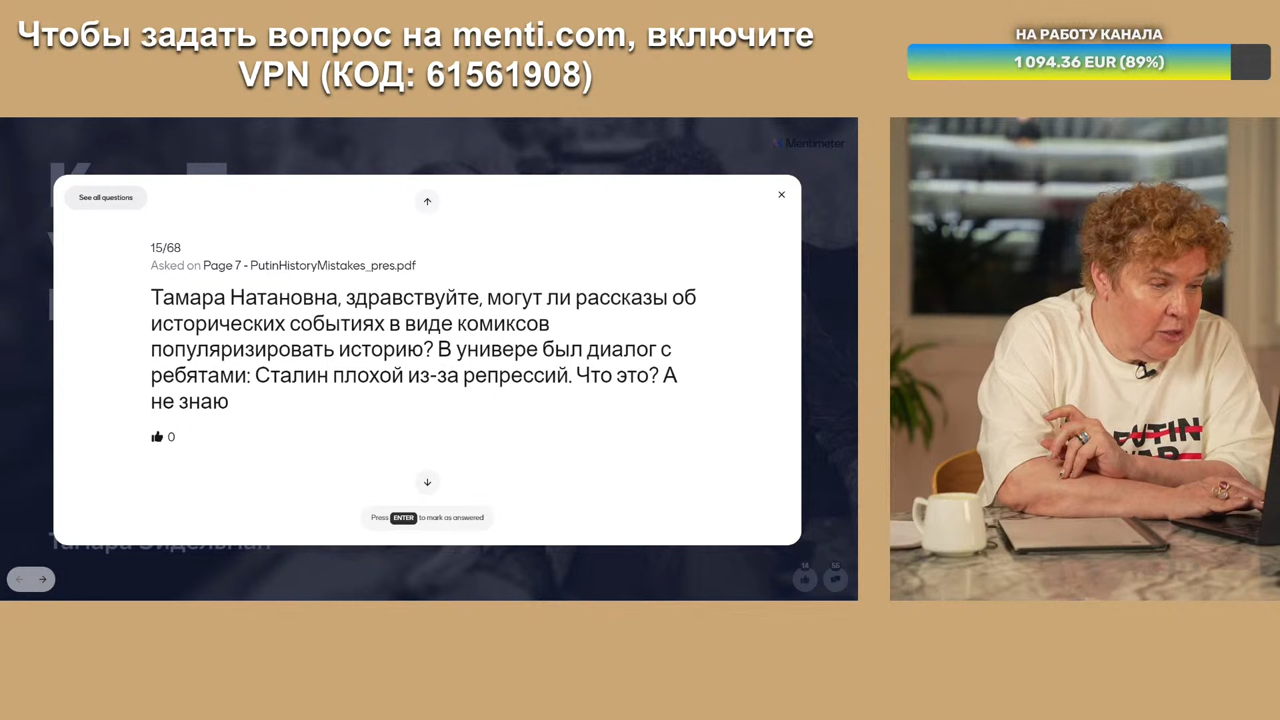 Чтобы задать вопрос на menti.com, включите
VPN (КОД: 61561908)
НА РАБОТУ КАНАЛА
1 094.36 EUR (89%)
Mentimeter
See all questions
15/68
Asked on Page 7 - PutinHistoryMistakes_pres.pdf
Тамара Натановна, здравствуйте, могут ли рассказы об
исторических событиях в виде комиксов
популяризировать историю? В универе был диалог с
ребятами: Сталин плохой из-за репрессий. Что это? А
не знаю
0
Press ENTER to mark as answered
14
56
PUTIN
WAR